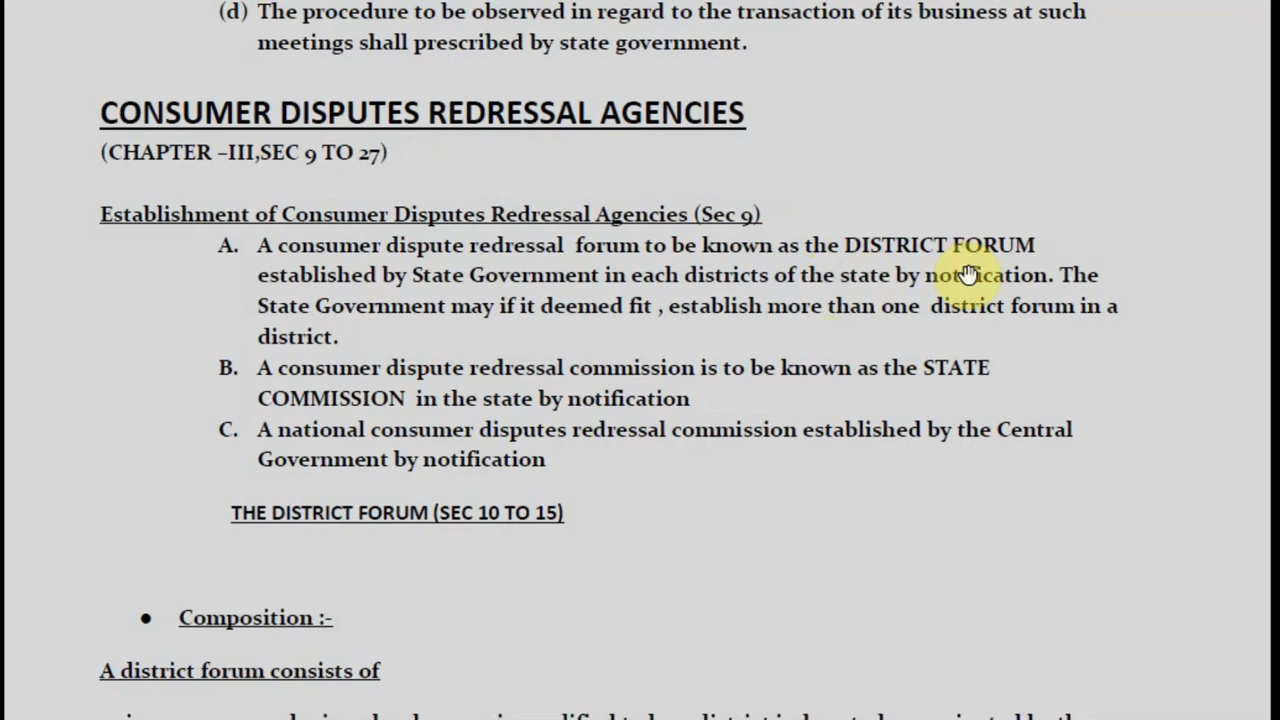 (d) The procedure to be observed in regard to the transaction of its business at such
meetings shall prescribed by state government.
CONSUMER DISPUTES REDRESSAL AGENCIES
(CHAPTER –III,SEC 9 TO 27)
Establishment of Consumer Disputes Redressal Agencies (Sec 9)
A. A consumer dispute redressal forum to be known as the DISTRICT FORUM
established by State Government in each districts of the state by notification. The
State Government may if it deemed fit , establish more than one district forum in a
district.
B. A consumer dispute redressal commission is to be known as the STATE
COMMISSION in the state by notification
C. A national consumer disputes redressal commission established by the Central
Government by notification
THE DISTRICT FORUM (SEC 10 TO 15)
• Composition :-
A district forum consists of